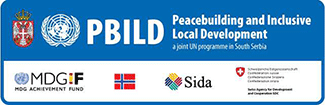 PBILD
Peacebuilding and Inclusive
Local Development
a joint UN programme in South Serbia
MDG F
MDG ACHIEVEMENT FUND
Sida
Schweizerische Eidgenossenschaft
Confédération suisse
Confederazione Svizzera
Confederaziun svizra
Swiss Agency for Development
and Cooperation SDC